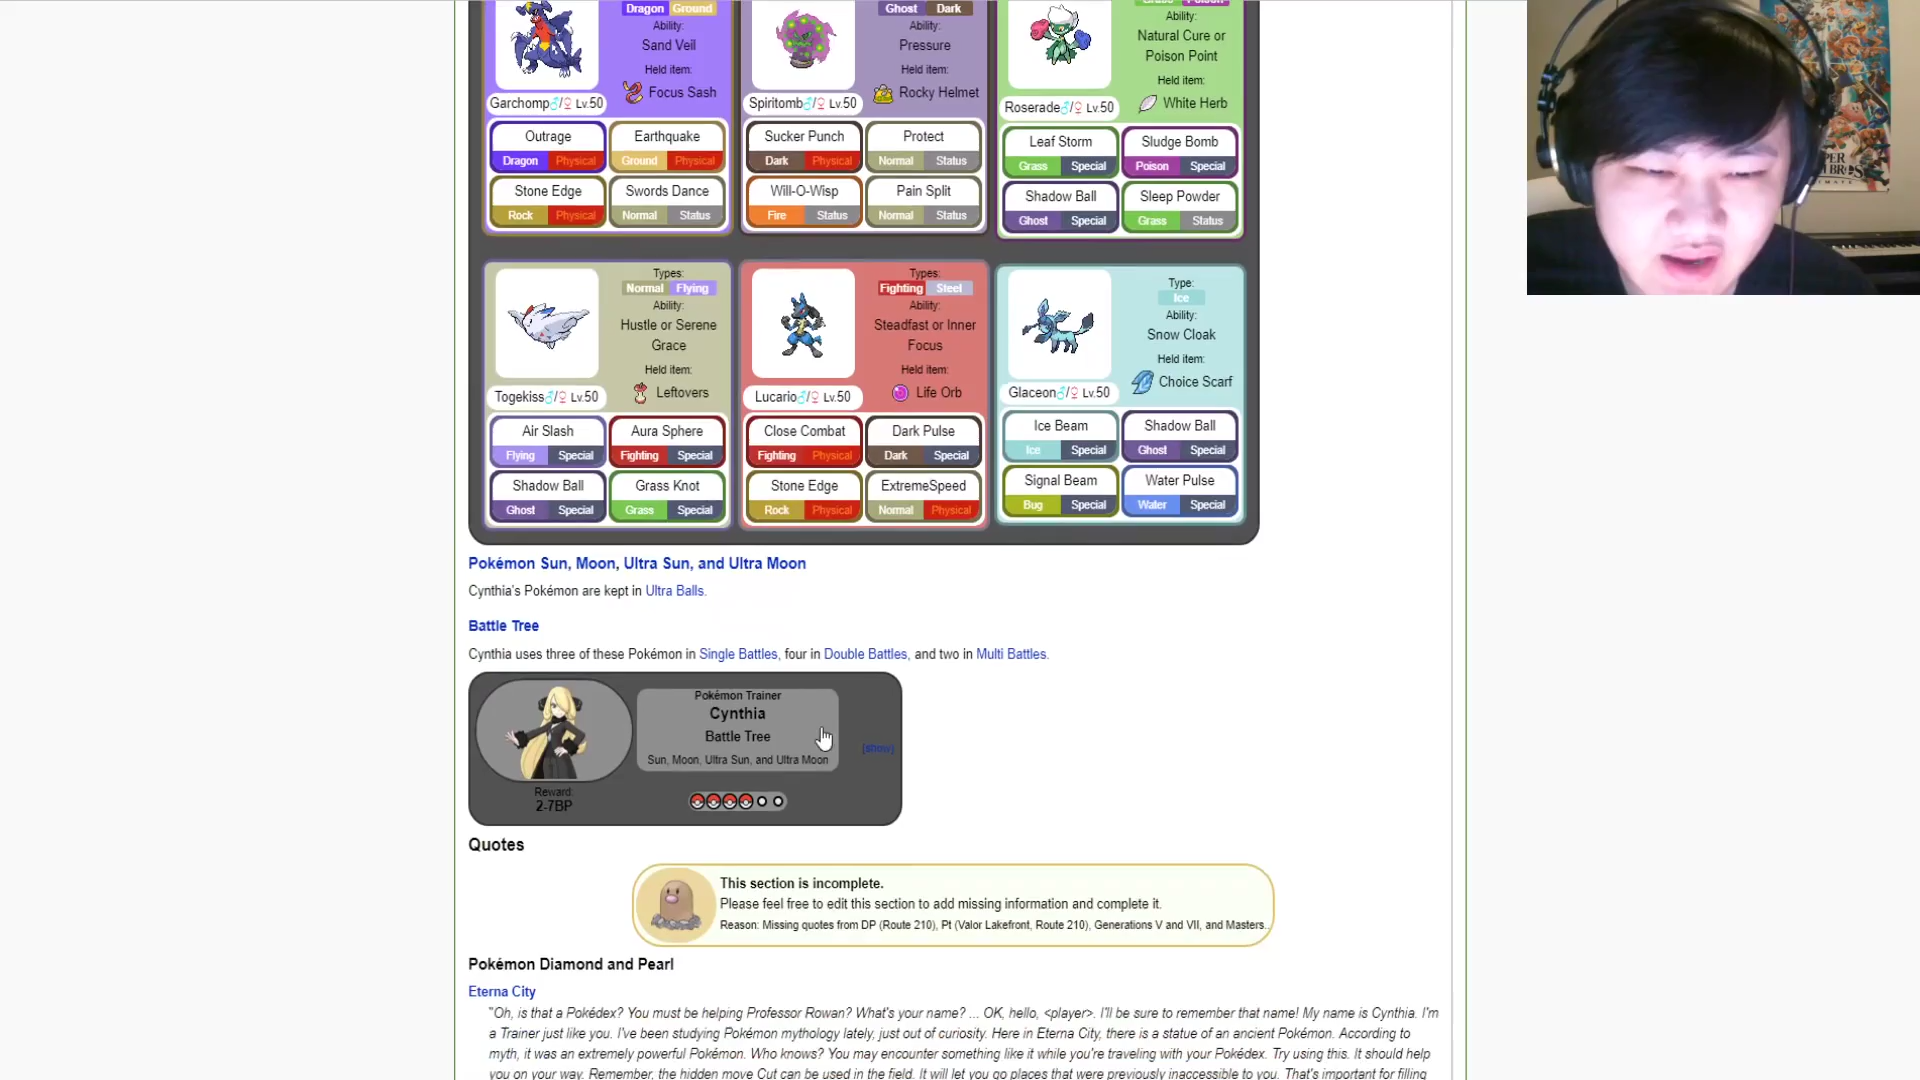 Dragon Ground
Ability:
Sand Veil
Held item:
Focus Sash
Garchomp♂/♀ Lv.50
Outrage
Dragon Physical
Earthquake
Ground Physical
Stone Edge
Rock Physical
Swords Dance
Normal Status
Ghost Dark
Ability:
Pressure
Held item:
Rocky Helmet
Spiritomb♂/♀ Lv.50
Sucker Punch
Dark Physical
Protect
Normal Status
Will-O-Wisp
Fire Status
Pain Split
Normal Status
Grass Poison
Ability:
Natural Cure or
Poison Point
Held item:
White Herb
Roserade♂/♀ Lv.50
Leaf Storm
Grass Special
Sludge Bomb
Poison Special
Shadow Ball
Ghost Special
Sleep Powder
Grass Status
Types:
Normal Flying
Ability:
Hustle or Serene
Grace
Held item:
Leftovers
Togekiss♂/♀ Lv.50
Air Slash
Flying Special
Aura Sphere
Fighting Special
Shadow Ball
Ghost Special
Grass Knot
Grass Special
Types:
Fighting Steel
Ability:
Steadfast or Inner
Focus
Held item:
Life Orb
Lucario♂/♀ Lv.50
Close Combat
Fighting Physical
Dark Pulse
Dark Special
Stone Edge
Rock Physical
ExtremeSpeed
Normal Physical
Type:
Ice
Ability:
Snow Cloak
Held item:
Choice Scarf
Glaceon♂/♀ Lv.50
Ice Beam
Ice Special
Shadow Ball
Ghost Special
Signal Beam
Bug Special
Water Pulse
Water Special
Pokémon Sun, Moon, Ultra Sun, and Ultra Moon
Cynthia's Pokémon are kept in Ultra Balls.
Battle Tree
Cynthia uses three of these Pokémon in Single Battles, four in Double Battles, and two in Multi Battles.
Pokémon Trainer
Cynthia
Battle Tree
Sun, Moon, Ultra Sun, and Ultra Moon
[show]
Reward:
2-7BP
Quotes
This section is incomplete.
Please feel free to edit this section to add missing information and complete it.
Reason: Missing quotes from DP (Route 210), Pt (Valor Lakefront, Route 210), Generations V and VII, and Masters..
Pokémon Diamond and Pearl
Eterna City
"Oh, is that a Pokédex? You must be helping Professor Rowan? What's your name? ... OK, hello, <player>. I'll be sure to remember that name! My name is Cynthia. I'm
a Trainer just like you. I've been studying Pokémon mythology lately, just out of curiosity. Here in Eterna City, there is a statue of an ancient Pokémon. According to
myth, it was an extremely powerful Pokémon. Who knows? You may encounter something like it while you're traveling with your Pokédex. Try using this. It should help
you on your way. Remember, the hidden move Cut can be used in the field. It will let you go places that were previously inaccessible to you. That's important for filling